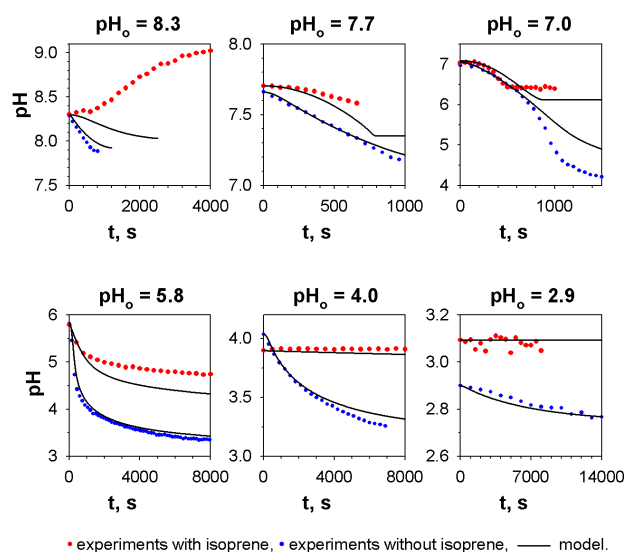 pHo = 8.3 pHo = 7.7 pHo = 7.0
9.0 8.0 8
8.5 7 6
pH 8.0 7.5 5
7.5 7.0 4
0 2000 4000 0 500 1000 0 1000
t, s t, s t, s
pHo = 5.8 pHo = 4.0 pHo = 2.9
6 4.0 3.2
5 3.0
pH 4 3.5 2.8
3 3.0 2.6
0 4000 8000 0 4000 8000 0 7000 14000
t, s t, s t, s
experiments with isoprene, experiments without isoprene, model.